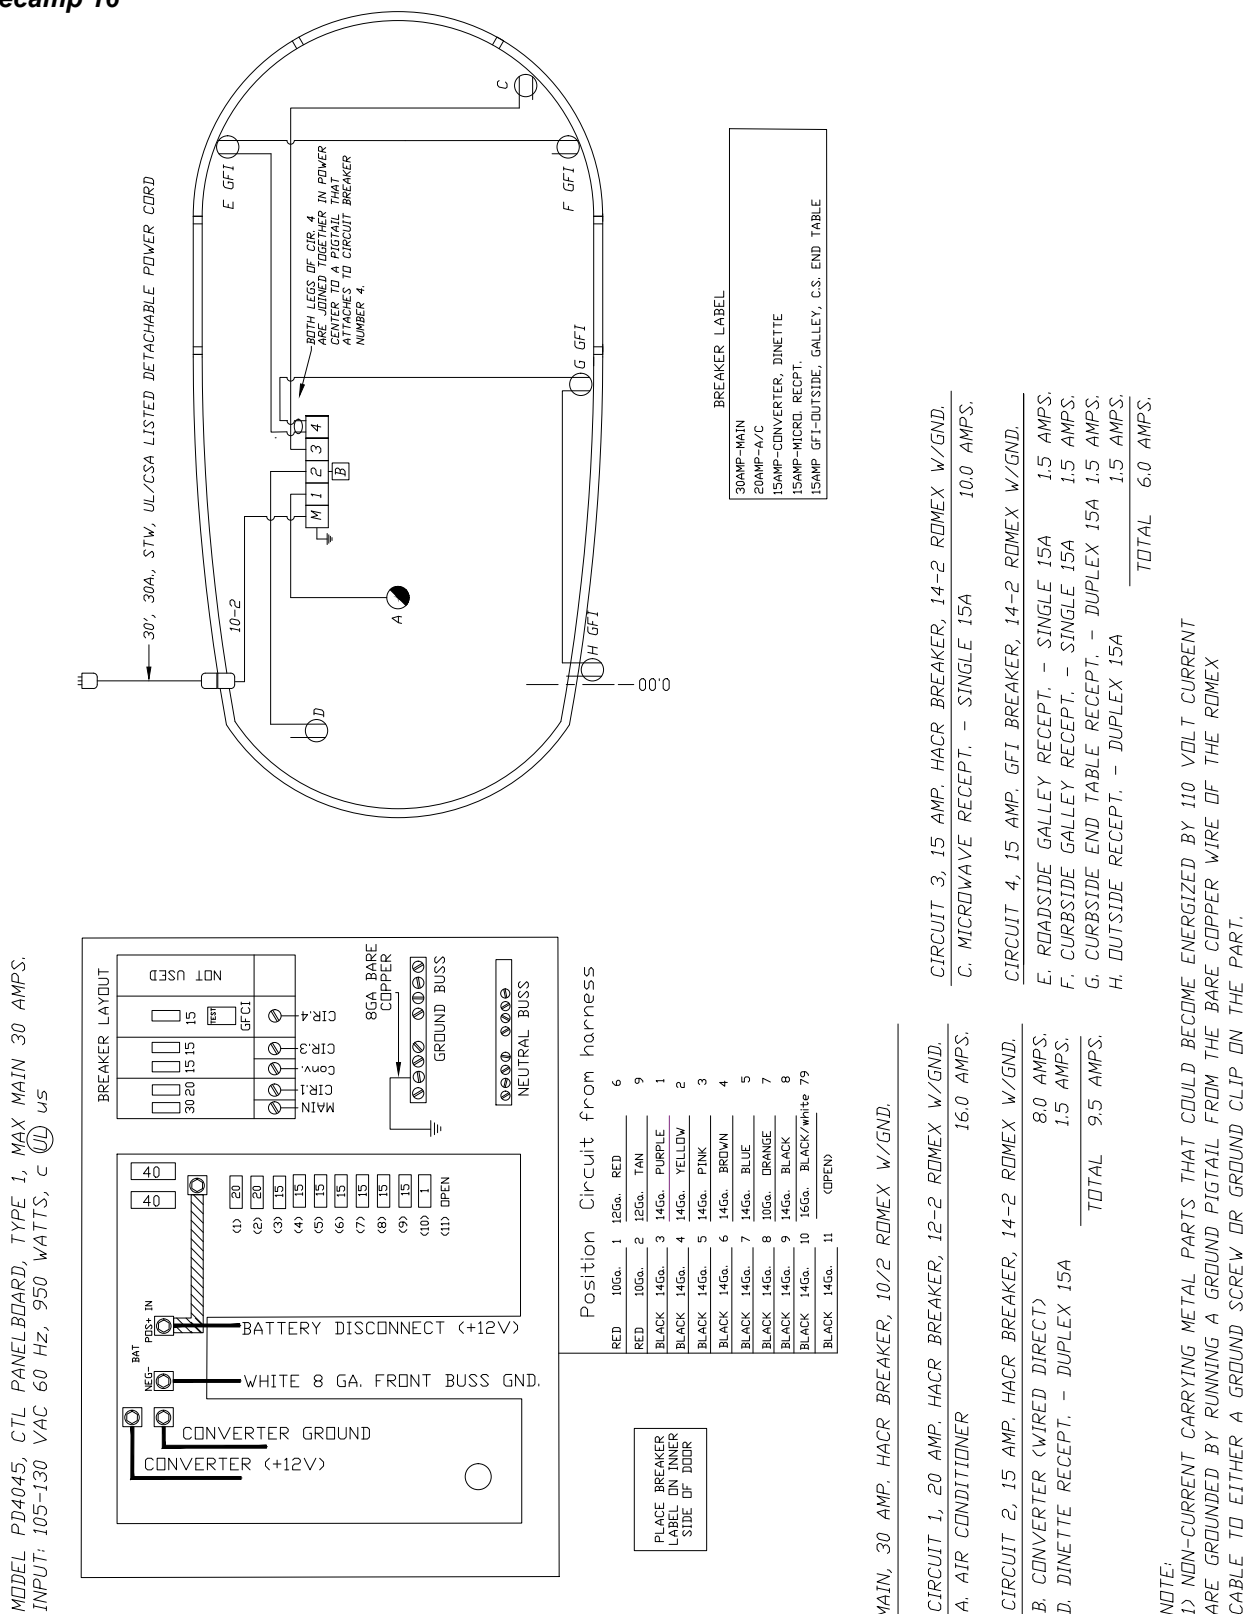 ecamp 16
MODEL PD4045, CTL PANELBOARD, TYPE 1, MAX MAIN 30 AMPS.
INPUT: 105-130 VAC 60 Hz, 950 WATTS, c UL us
30', 30A., STW, UL/CSA LISTED DETACHABLE POWER CORD
10-2
C
E GFI
F GFI
G GFI
H GFI
0.00
D
A
B
M 1 2 3 4
BOTH LEGS OF CIR. 4
ARE JOINED TOGETHER IN POWER
CENTER TO A PIGTAIL THAT
ATTACHES TO CIRCUIT BREAKER
NUMBER 4.
BREAKER LABEL
30AMP-MAIN
20AMP-A/C
15AMP-CONVERTER, DINETTE
15AMP-MICRO. RECPT.
15AMP GFI-OUTSIDE, GALLEY, C.S. END TABLE
BREAKER LAYOUT
NOT USED
15
TEST
GFCI
15 15
30 20
CIR.4
CIR.3
Conv.
CIR.1
MAIN
8GA BARE
COPPER
GROUND BUSS
NEUTRAL BUSS
40
40
(1) 20
(2) 20
(3) 15
(4) 15
(5) 15
(6) 15
(7) 15
(8) 15
(9) 15
(10) 1
(11) OPEN
BAT
NEG-
POS+ IN
BATTERY DISCONNECT (+12V)
WHITE 8 GA. FRONT BUSS GND.
CONVERTER GROUND
CONVERTER (+12V)
Position Circuit from harness
RED 10Ga. 1 12Ga. RED 6
RED 10Ga. 2 12Ga. TAN 9
BLACK 14Ga. 3 14Ga. PURPLE 1
BLACK 14Ga. 4 14Ga. YELLOW 2
BLACK 14Ga. 5 14Ga. PINK 3
BLACK 14Ga. 6 14Ga. BROWN 4
BLACK 14Ga. 7 14Ga. BLUE 5
BLACK 14Ga. 8 10Ga. ORANGE 7
BLACK 14Ga. 9 14Ga. BLACK 8
BLACK 14Ga. 10 16Ga. BLACK/white 79
BLACK 14Ga. 11 (OPEN)
PLACE BREAKER
LABEL ON INNER
SIDE OF DOOR
MAIN, 30 AMP. HACR BREAKER, 10/2 ROMEX W/GND.
CIRCUIT 1, 20 AMP. HACR BREAKER, 12-2 ROMEX W/GND.
A. AIR CONDITIONER 16.0 AMPS.
CIRCUIT 2, 15 AMP. HACR BREAKER, 14-2 ROMEX W/GND.
B. CONVERTER (WIRED DIRECT) 8.0 AMPS.
D. DINETTE RECEPT. - DUPLEX 15A 1.5 AMPS.
TOTAL 9.5 AMPS.
CIRCUIT 3, 15 AMP. HACR BREAKER, 14-2 ROMEX W/GND.
C. MICROWAVE RECEPT. - SINGLE 15A 10.0 AMPS.
CIRCUIT 4, 15 AMP. GFI BREAKER, 14-2 ROMEX W/GND.
E. ROADSIDE GALLEY RECEPT. - SINGLE 15A 1.5 AMPS.
F. CURBSIDE GALLEY RECEPT. - SINGLE 15A 1.5 AMPS.
G. CURBSIDE END TABLE RECEPT. - DUPLEX 15A 1.5 AMPS.
H. OUTSIDE RECEPT. - DUPLEX 15A 1.5 AMPS.
TOTAL 6.0 AMPS.
NOTE:
1) NON-CURRENT CARRYING METAL PARTS THAT COULD BECOME ENERGIZED BY 110 VOLT CURRENT
ARE GROUNDED BY RUNNING A GROUND PIGTAIL FROM THE BARE COPPER WIRE OF THE ROMEX
CABLE TO EITHER A GROUND SCREW OR GROUND CLIP ON THE PART.